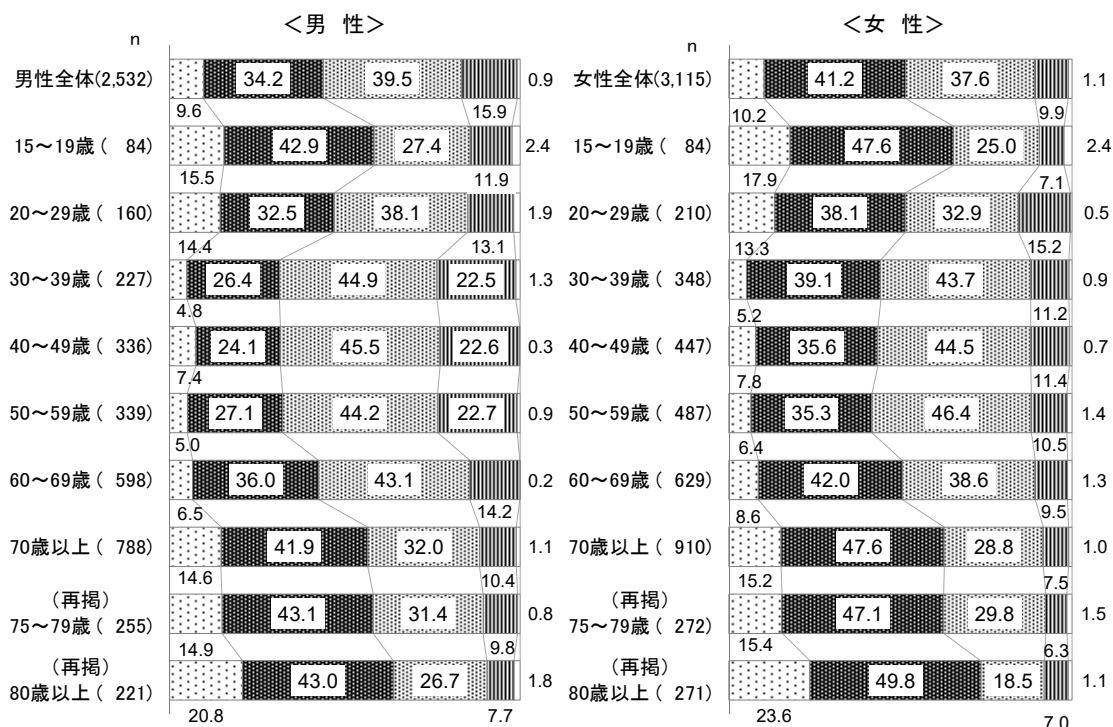 ＜男 性＞
n
男性全体(2,532) 34.2 39.5 0.9
9.6 15.9
15～19歳 ( 84) 42.9 27.4 2.4
15.5 11.9
20～29歳 ( 160) 32.5 38.1 1.9
14.4 13.1
30～39歳 ( 227) 26.4 44.9 22.5 1.3
4.8
40～49歳 ( 336) 24.1 45.5 22.6 0.3
7.4
50～59歳 ( 339) 27.1 44.2 22.7 0.9
5.0
60～69歳 ( 598) 36.0 43.1 0.2
6.5 14.2
70歳以上 ( 788) 41.9 32.0 1.1
14.6 10.4
(再掲)
75～79歳 ( 255) 43.1 31.4 0.8
14.9 9.8
(再掲)
80歳以上 ( 221) 43.0 26.7 1.8
20.8 7.7
＜女 性＞
n
女性全体(3,115) 41.2 37.6 1.1
10.2 9.9
15～19歳 ( 84) 47.6 25.0 2.4
17.9 7.1
20～29歳 ( 210) 38.1 32.9 0.5
13.3 15.2
30～39歳 ( 348) 39.1 43.7 0.9
5.2 11.2
40～49歳 ( 447) 35.6 44.5 0.7
7.8 11.4
50～59歳 ( 487) 35.3 46.4 1.4
6.4 10.5
60～69歳 ( 629) 42.0 38.6 1.3
8.6 9.5
70歳以上 ( 910) 47.6 28.8 1.0
15.2 7.5
(再掲)
75～79歳 ( 272) 47.1 29.8 1.5
15.4 6.3
(再掲)
80歳以上 ( 271) 49.8 18.5 1.1
23.6 7.0